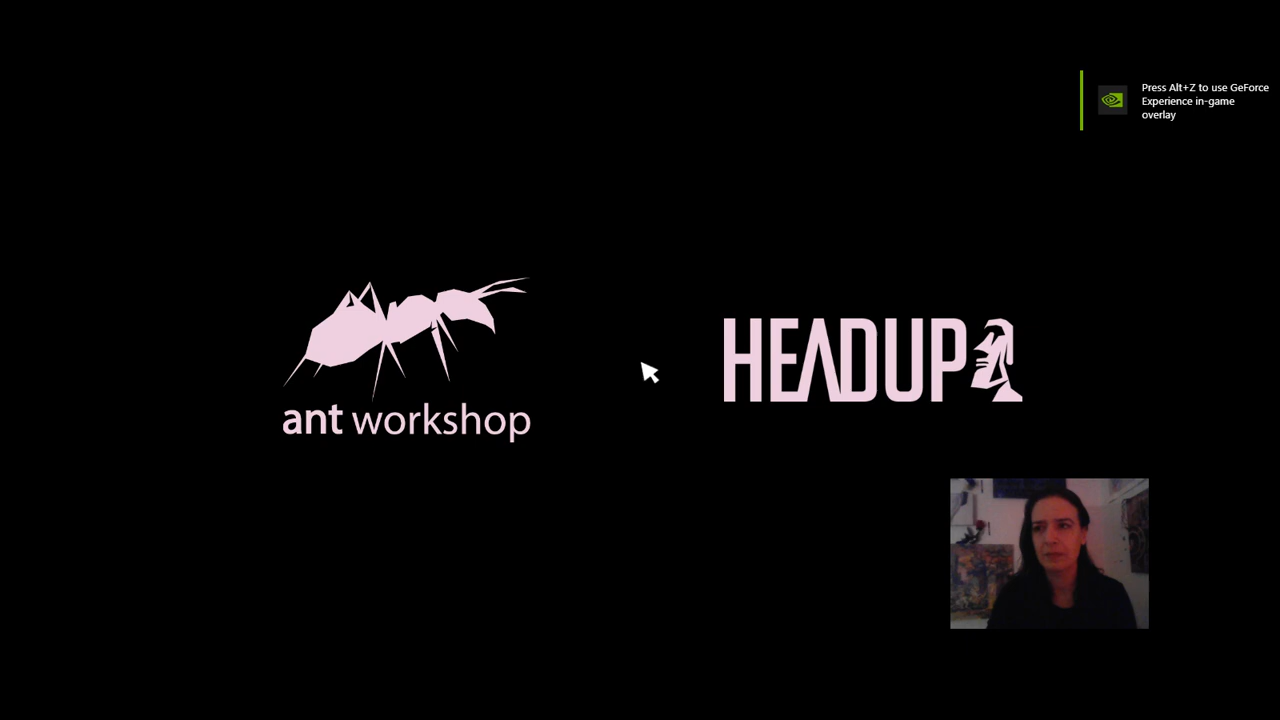 Press Alt+Z to use GeForce
Experience in-game
overlay
HEADUP
ant workshop